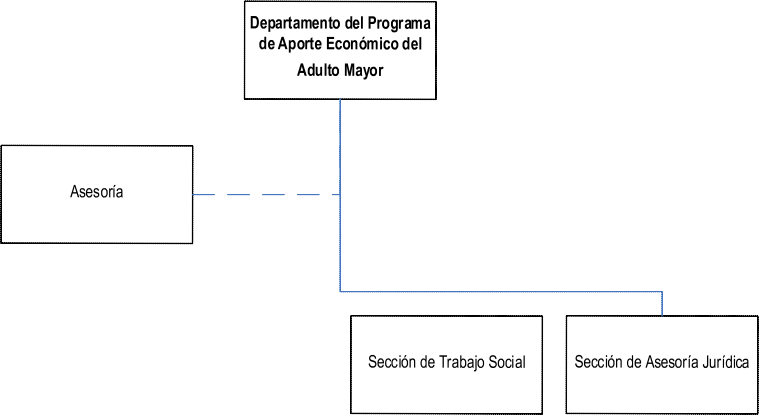 Departamento del Programa
de Aporte Económico del
Adulto Mayor
Asesoría
Sección de Trabajo Social
Sección de Asesoría Jurídica